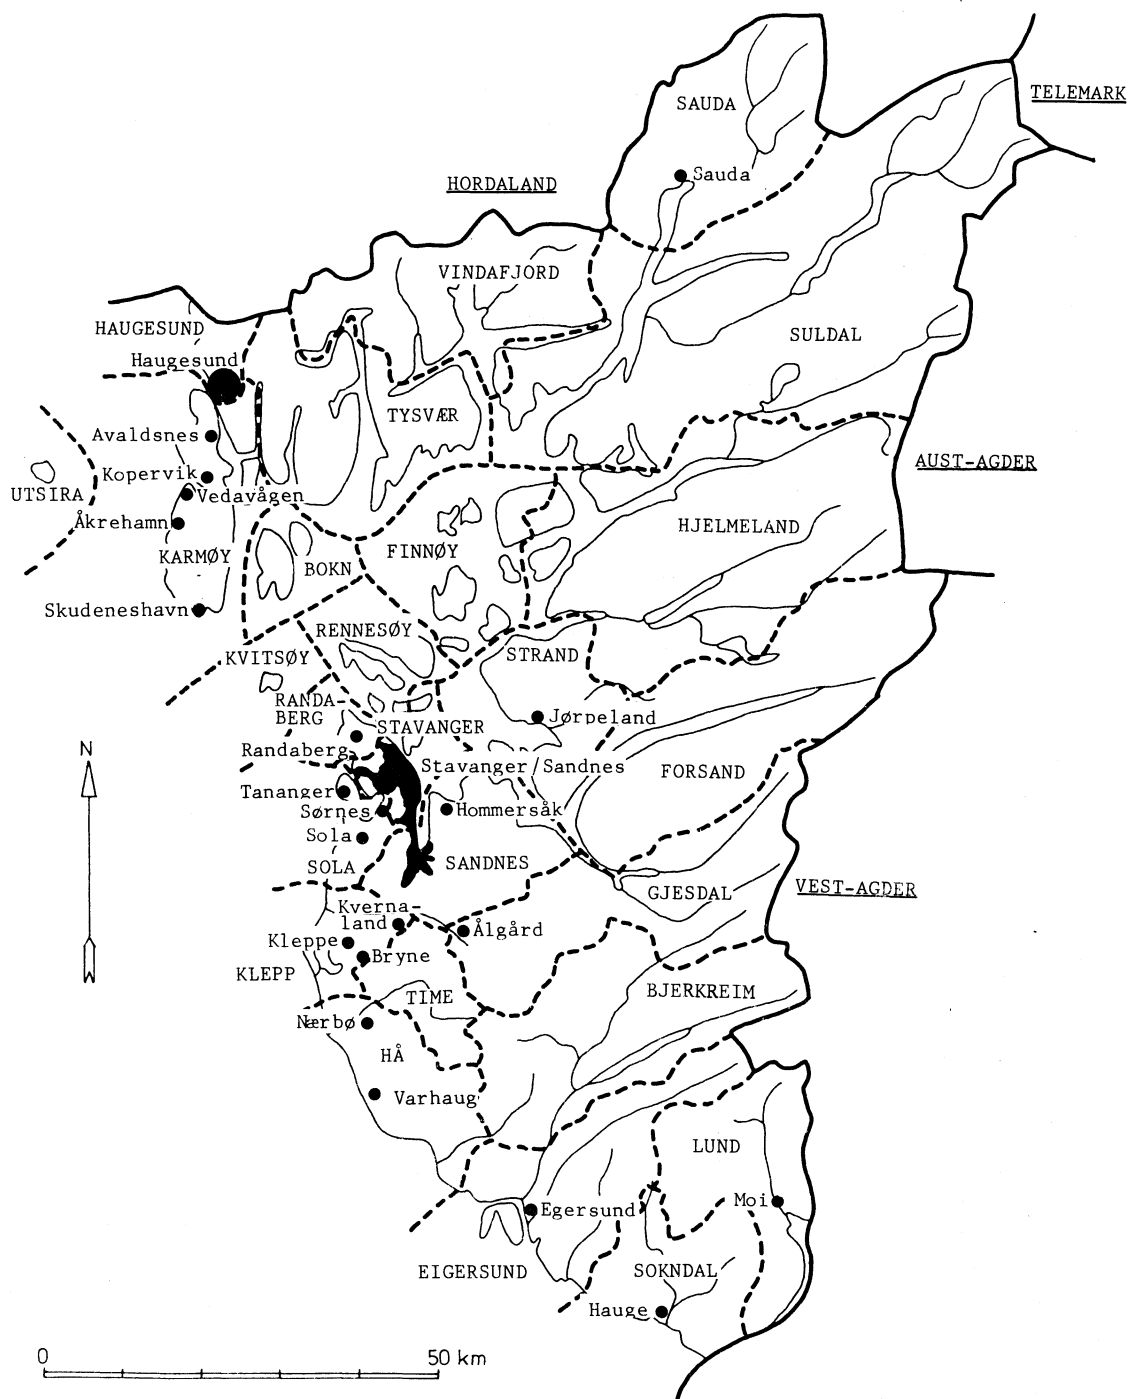 SAUDA
TELEMARK
Sauda
HORDALAND
VINDAFJORD
HAUGESUND
SULDAL
Haugesund
TYSVÆR
Avaldsnes
AUST-AGDER
Kopervik
UTSIRA
Vedavågen
Åkrehamn
HJELMELAND
KARMØY
FINNØY
BOKN
Skudeneshavn
RENNESØY
KVITSØY
STRAND
RANDA-
BERG
Jørpeland
STAVANGER
Randaberg
N
Stavanger/Sandnes
FORSAND
Tananger
Sørnes
Hommersåk
Sola
SOLA
SANDNES
GJESDAL
VEST-AGDER
Kverna-
land
Ålgård
Kleppe
Bryne
KLEPP
TIME
BJERKREIM
Nærbø
HÅ
Varhaug
LUND
Moi
Egersund
EIGERSUND
SOKNDAL
Hauge
0 50 km